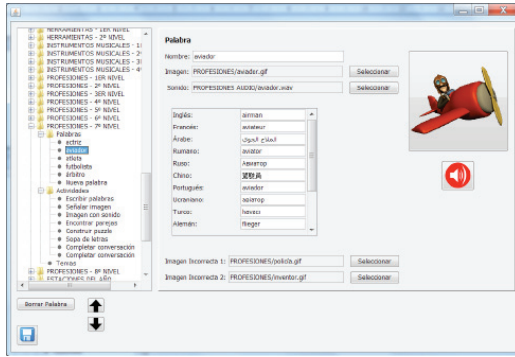 HERRAMIENTAS - 1ER NIVEL
HERRAMIENTAS - 2º NIVEL
INSTRUMENTOS MUSICALES - 1
INSTRUMENTOS MUSICALES - 2
INSTRUMENTOS MUSICALES - 3
INSTRUMENTOS MUSICALES - 4
PROFESIONES - 1ER NIVEL
PROFESIONES - 2º NIVEL
PROFESIONES - 3ER NIVEL
PROFESIONES - 4º NIVEL
PROFESIONES - 5º NIVEL
PROFESIONES - 6º NIVEL
PROFESIONES - 7º NIVEL
Palabras
actriz
aviador
atleta
futbolista
árbitro
Nueva palabra
Actividades
Escribir palabras
Señalar imagen
Imagen con sonido
Encontrar parejas
Construir puzzle
Sopa de letras
Completar conversación
Completar conversación
Temas
PROFESIONES - 8º NIVEL
ESTACIONES DEL AÑO
Borrar Palabra
Palabra
Nombre: aviador
Imagen: PROFESIONES/aviador.gif Seleccionar
Sonido: PROFESIONES AUDIO/aviador.wav Seleccionar
Inglés: airman
Francés: aviateur
Árabe: الملاح الجوي
Rumano: aviator
Ruso: Авиатор
Chino:
Portugués: aviador
Ucraniano: авіатор
Turco: havacı
Alemán: flieger
Imagen Incorrecta 1: PROFESIONES/policía.gif Seleccionar
Imagen Incorrecta 2: PROFESIONES/inventor.gif Seleccionar